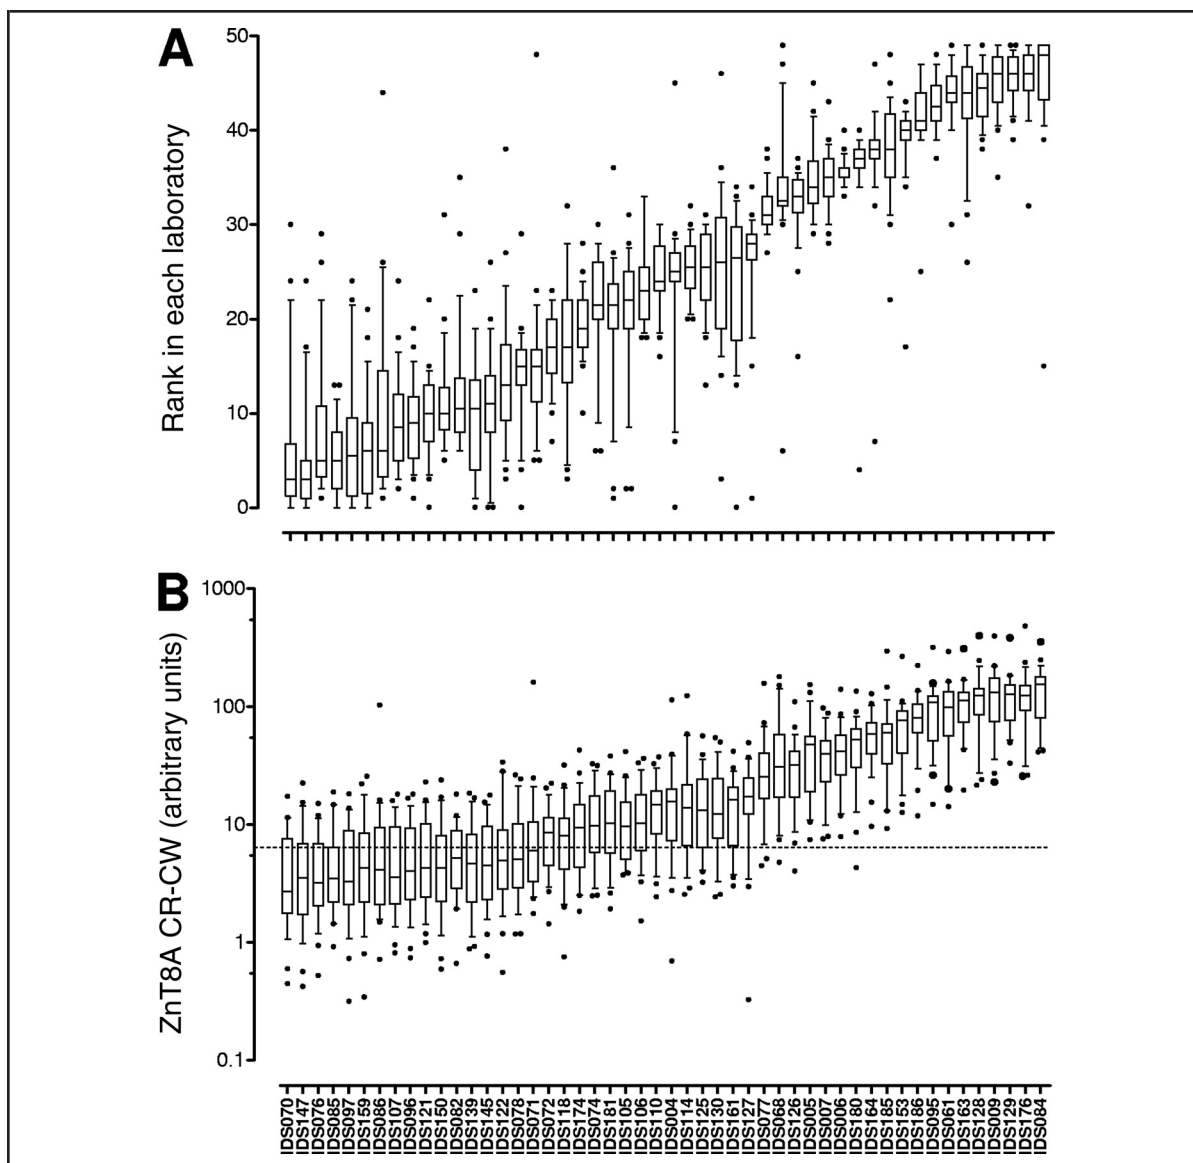 A
Rank in each laboratory
50
40
30
20
10
0
B
ZnT8A CR-CW (arbitrary units)
1000
100
10
1
0.1
IDS070
IDS147
IDS076
IDS085
IDS097
IDS159
IDS086
IDS107
IDS096
IDS121
IDS150
IDS082
IDS139
IDS145
IDS122
IDS078
IDS071
IDS072
IDS118
IDS174
IDS074
IDS181
IDS105
IDS106
IDS110
IDS004
IDS114
IDS125
IDS130
IDS161
IDS127
IDS077
IDS068
IDS126
IDS005
IDS007
IDS006
IDS180
IDS164
IDS185
IDS153
IDS186
IDS095
IDS061
IDS163
IDS128
IDS009
IDS129
IDS176
IDS084